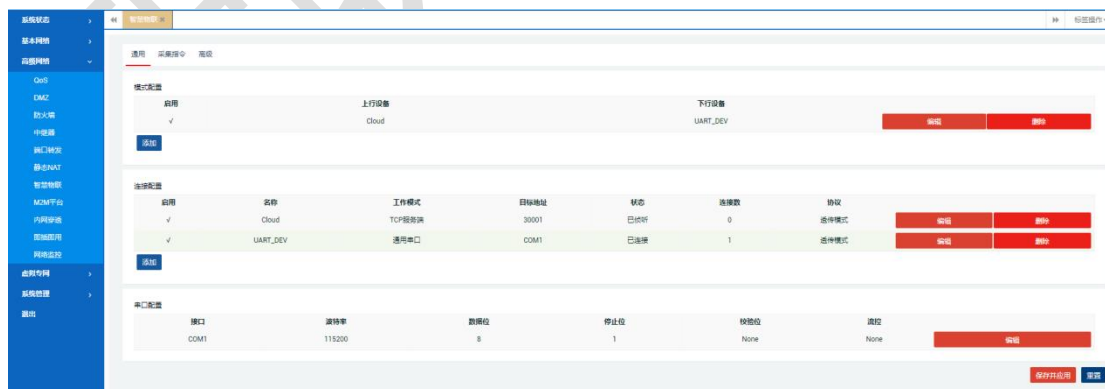 系统状态
基本网络
高级网络
QoS
DMZ
防火墙
中继器
端口转发
静态NAT
智慧物联
M2M平台
内网穿透
即插即用
网络监控
虚拟专网
系统管理
退出
智慧物联
标签操作
通用 采集指令 高级
模式配置
启用 上行设备 下行设备
√ Cloud UART_DEV 编辑 删除
添加
连接配置
启用 名称 工作模式 目标地址 状态 连接数 协议
√ Cloud TCP服务端 30001 已侦听 0 透传模式 编辑 删除
√ UART_DEV 通用串口 COM1 已连接 1 透传模式 编辑 删除
添加
串口配置
接口 波特率 数据位 停止位 校验位 流控
COM1 115200 8 1 None None 编辑
保存并应用 重置